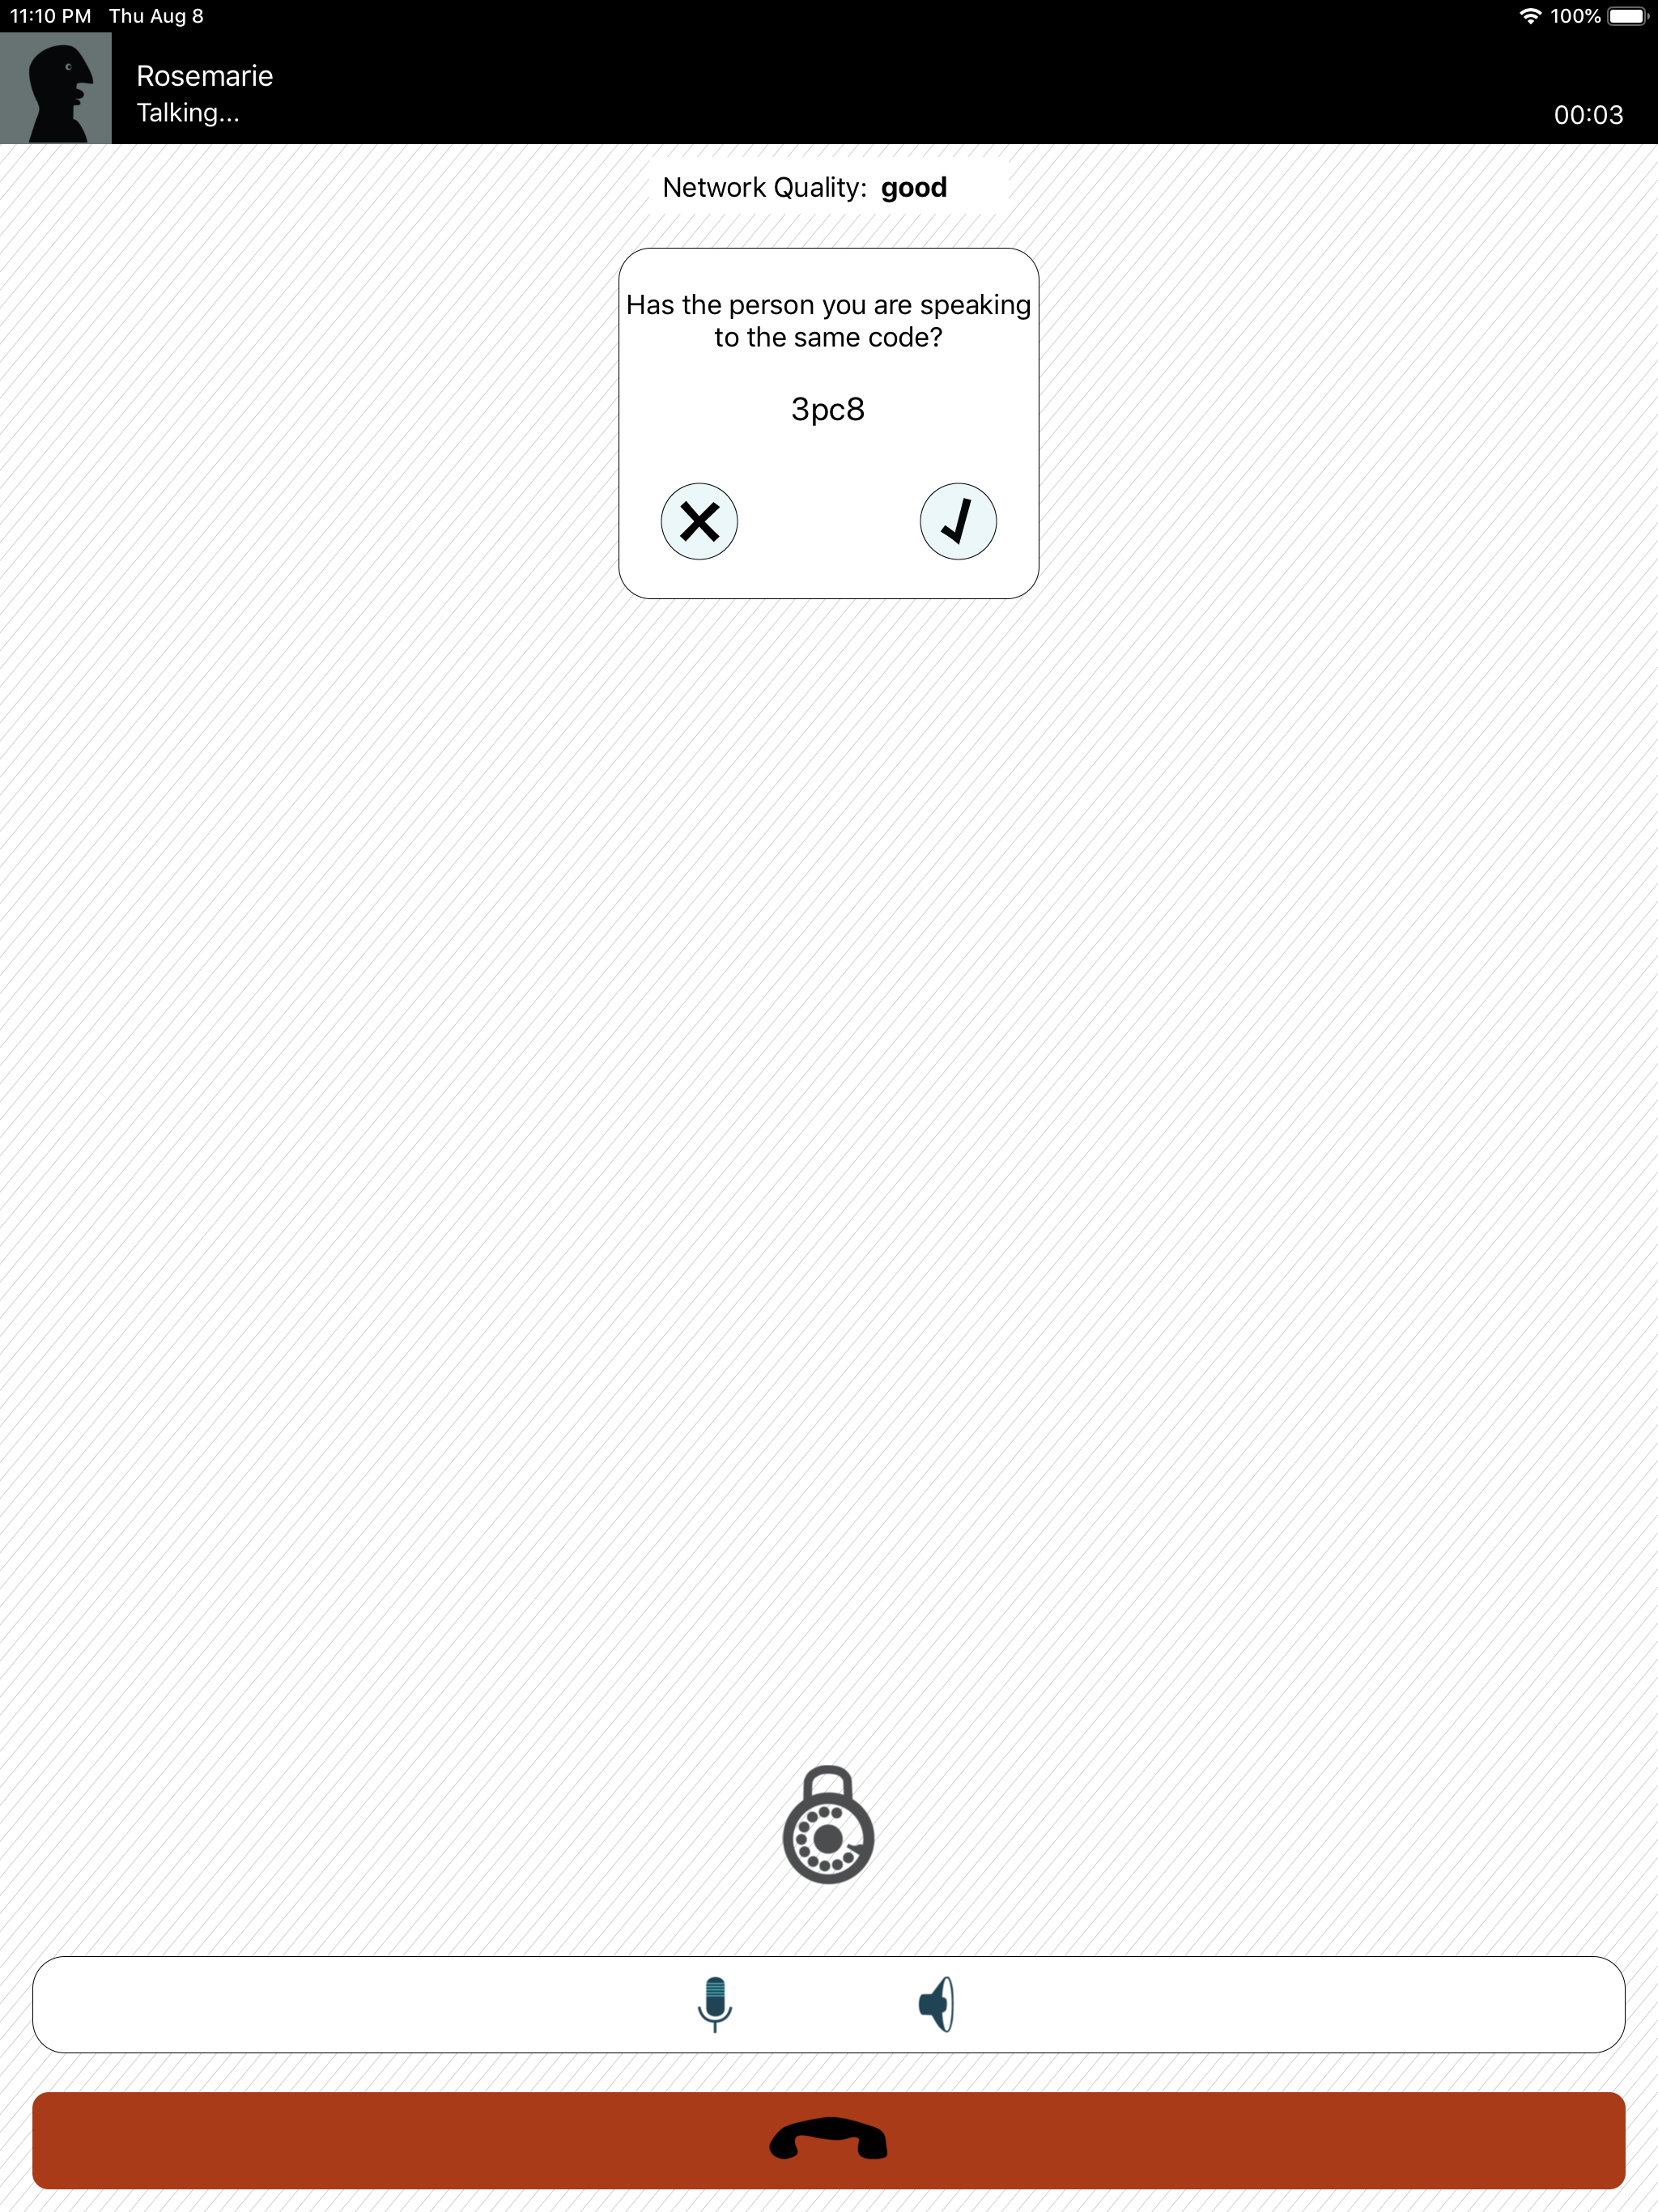 11:10 PM Thu Aug 8 100%
Rosemarie
Talking...
00:03
Network Quality: good
Has the person you are speaking
to the same code?
3pc8